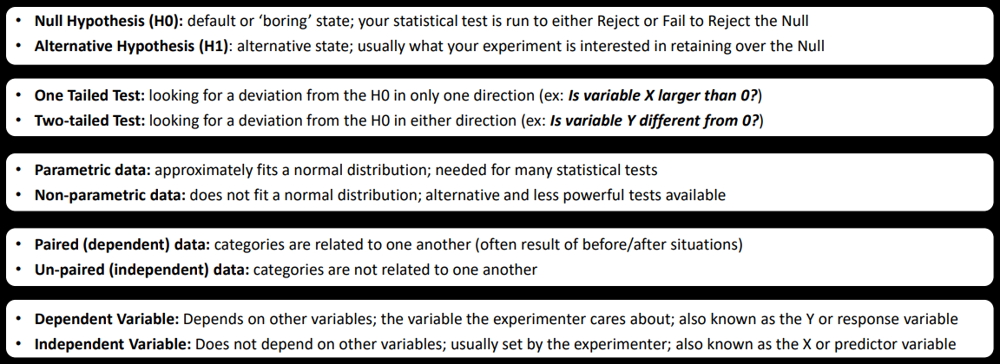 • Null Hypothesis (H0): default or ‘boring’ state; your statistical test is run to either Reject or Fail to Reject the Null
• Alternative Hypothesis (H1): alternative state; usually what your experiment is interested in retaining over the Null
• One Tailed Test: looking for a deviation from the H0 in only one direction (ex: Is variable X larger than 0?)
• Two-tailed Test: looking for a deviation from the H0 in either direction (ex: Is variable Y different from 0?)
• Parametric data: approximately fits a normal distribution; needed for many statistical tests
• Non-parametric data: does not fit a normal distribution; alternative and less powerful tests available
• Paired (dependent) data: categories are related to one another (often result of before/after situations)
• Un-paired (independent) data: categories are not related to one another
• Dependent Variable: Depends on other variables; the variable the experimenter cares about; also known as the Y or response variable
• Independent Variable: Does not depend on other variables; usually set by the experimenter; also known as the X or predictor variable